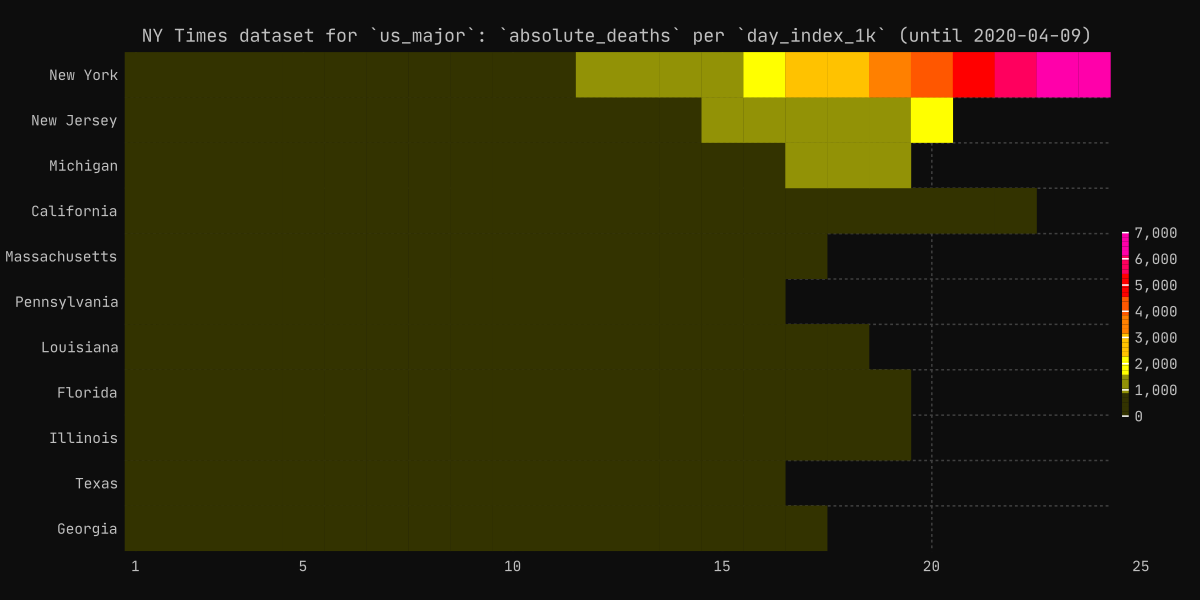 NY Times dataset for `us_major`: `absolute_deaths` per `day_index_1k` (until 2020-04-09)
New York
New Jersey
Michigan
California
Massachusetts
Pennsylvania
Louisiana
Florida
Illinois
Texas
Georgia
7,000
6,000
5,000
4,000
3,000
2,000
1,000
0
1 5 10 15 20 25